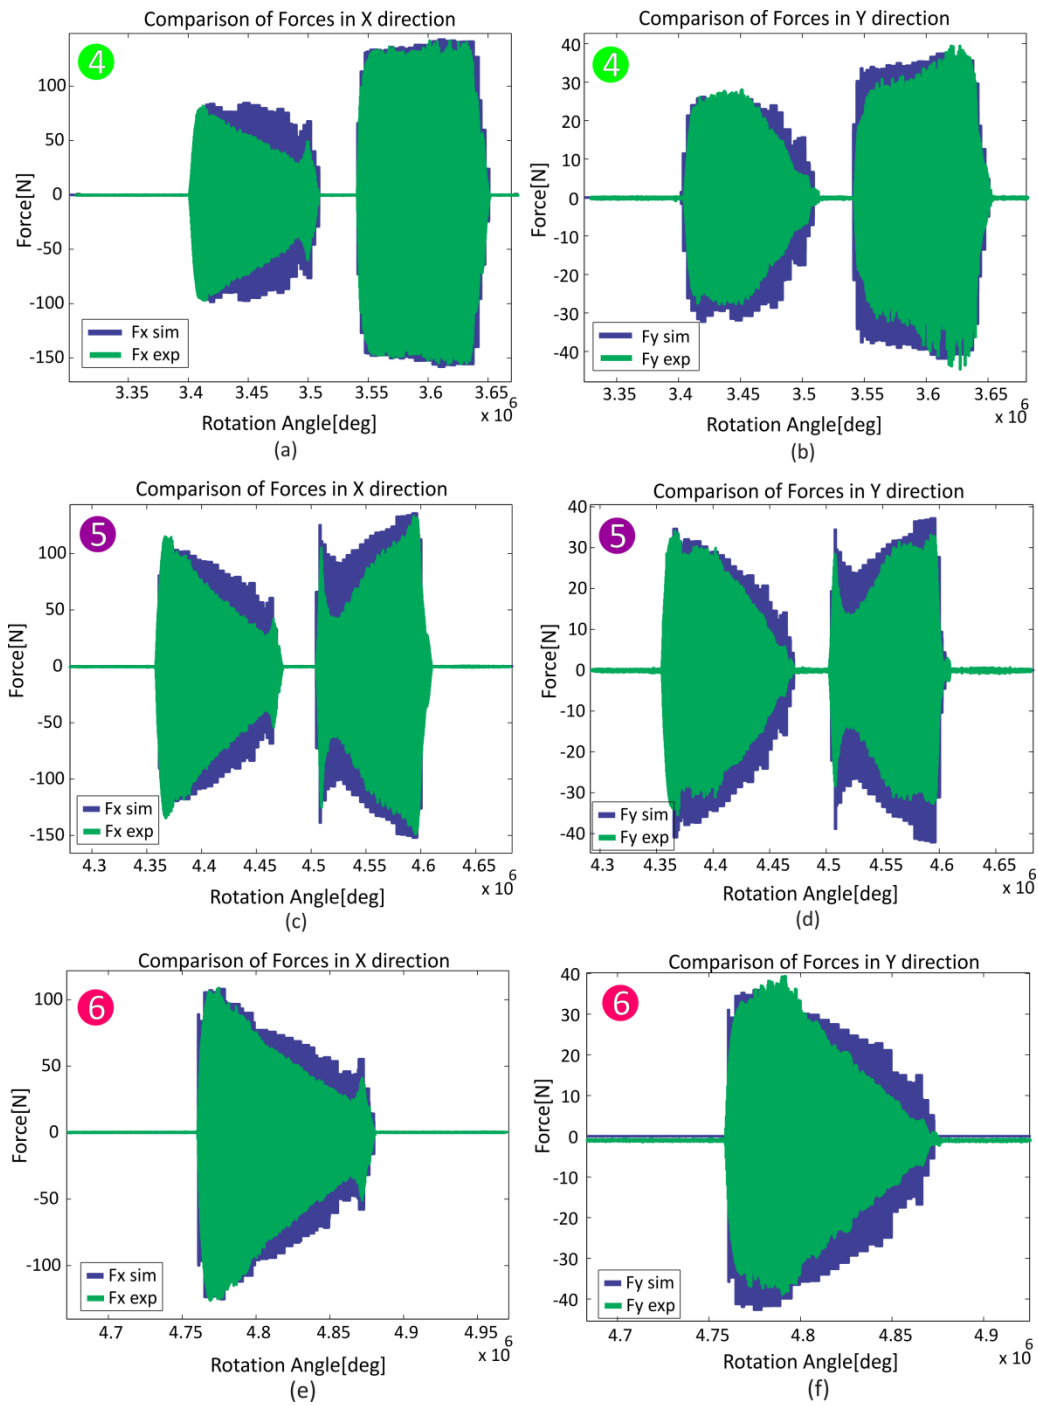 Comparison of Forces in X direction
4
100
50
0
-50
-100
-150
Force[N]
Fx sim
Fx exp
3.35 3.4 3.45 3.5 3.55 3.6 3.65
x 10^6
Rotation Angle[deg]
(a)
Comparison of Forces in Y direction
4
40
30
20
10
0
-10
-20
-30
-40
Force[N]
Fy sim
Fy exp
3.35 3.4 3.45 3.5 3.55 3.6 3.65
x 10^6
Rotation Angle[deg]
(b)
Comparison of Forces in X direction
5
100
50
0
-50
-100
-150
Force[N]
Fx sim
Fx exp
4.3 4.4 4.45 4.5 4.55 4.6 4.65
x 10^6
Rotation Angle[deg]
(c)
Comparison of Forces in Y direction
5
40
30
20
10
0
-10
-20
-30
-40
Force[N]
Fy sim
Fy exp
4.3 4.35 4.4 4.45 4.5 4.55 4.6 4.65
x 10^6
Rotation Angle[deg]
(d)
Comparison of Forces in X direction
6
100
50
0
-50
-100
Force[N]
Fx sim
Fx exp
4.7 4.75 4.8 4.85 4.9 4.95
x 10^6
Rotation Angle[deg]
(e)
Comparison of Forces in Y direction
6
40
30
20
10
0
-10
-20
-30
-40
Force[N]
Fy sim
Fy exp
4.7 4.75 4.8 4.85 4.9
x 10^6
Rotation Angle[deg]
(f)